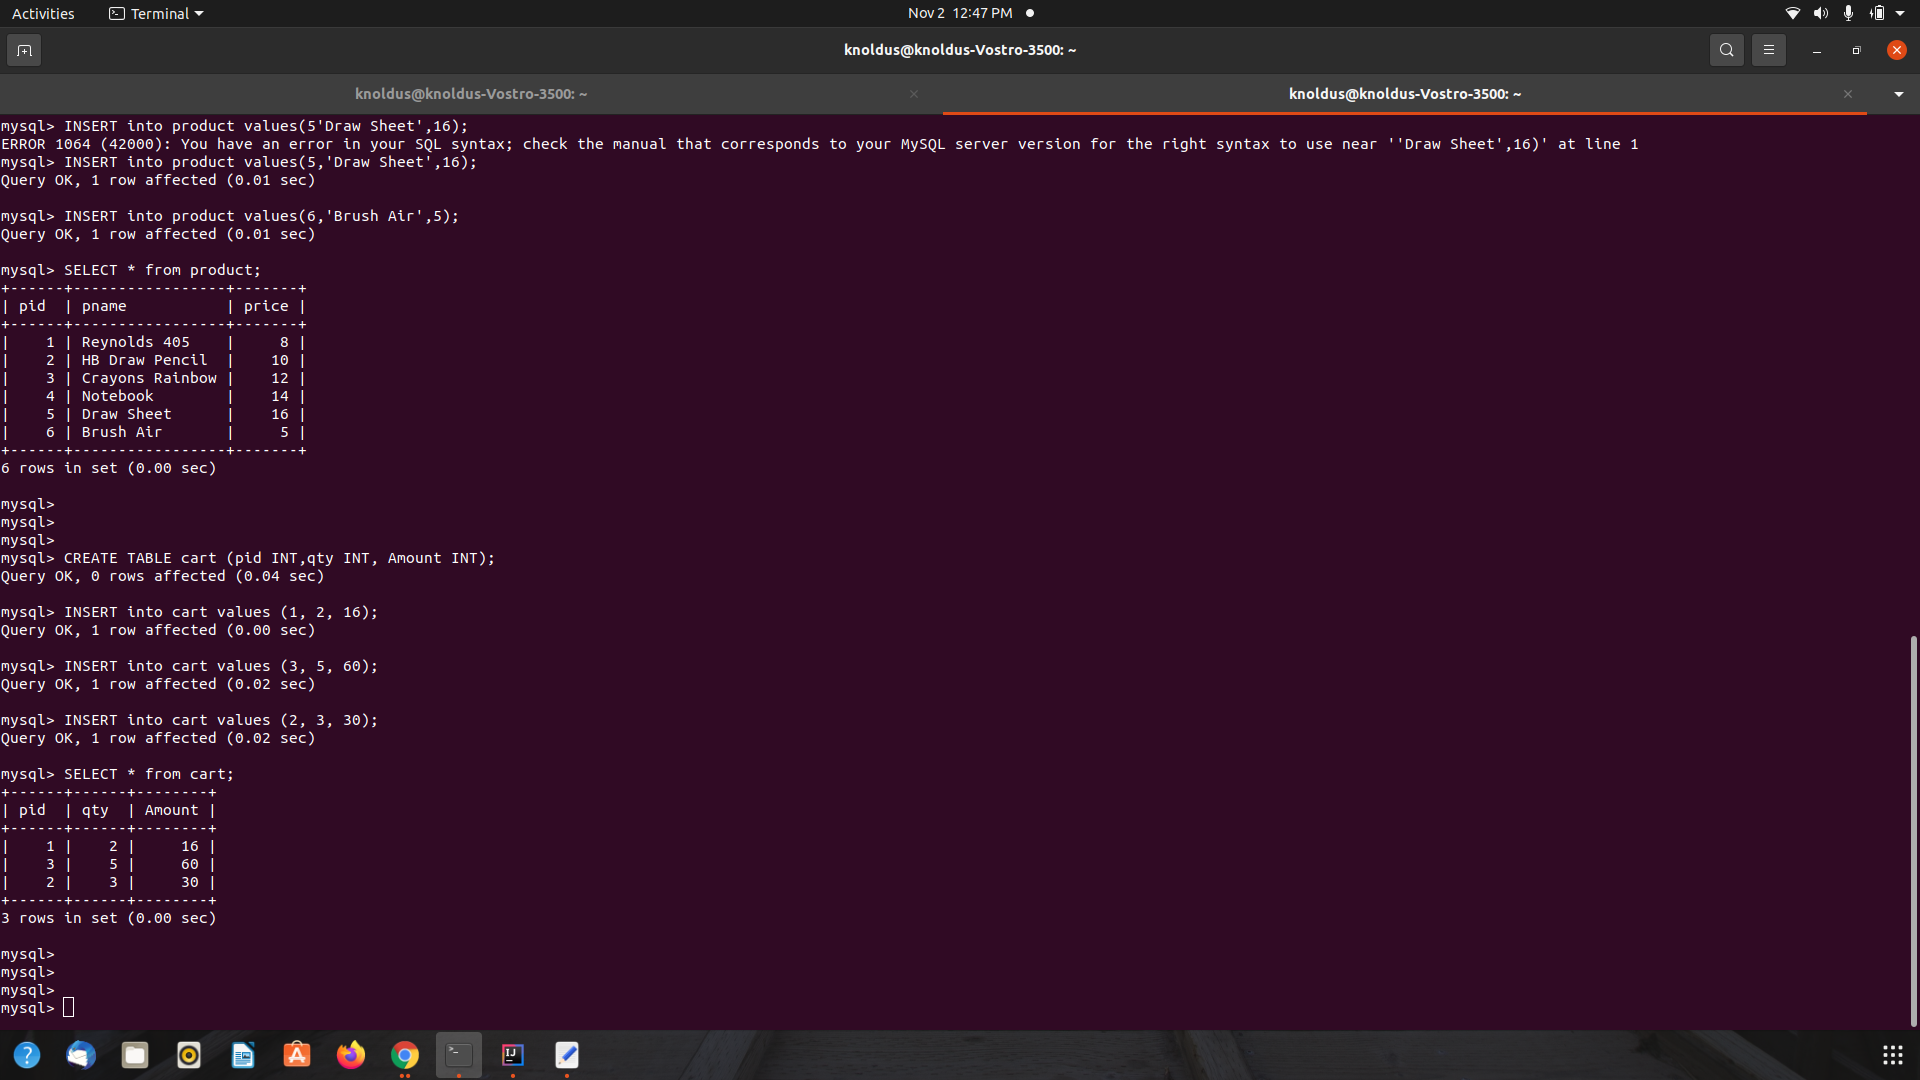 Activities Terminal Nov 2 12:47 PM
knoldus@knoldus-Vostro-3500: ~
knoldus@knoldus-Vostro-3500: ~ knoldus@knoldus-Vostro-3500: ~
mysql> INSERT into product values(5'Draw Sheet',16);
ERROR 1064 (42000): You have an error in your SQL syntax; check the manual that corresponds to your MySQL server version for the right syntax to use near ''Draw Sheet',16)' at line 1
mysql> INSERT into product values(5,'Draw Sheet',16);
Query OK, 1 row affected (0.01 sec)

mysql> INSERT into product values(6,'Brush Air',5);
Query OK, 1 row affected (0.01 sec)

mysql> SELECT * from product;
+------+-----------------+-------+
| pid  | pname           | price |
+------+-----------------+-------+
|    1 | Reynolds 405    |     8 |
|    2 | HB Draw Pencil  |    10 |
|    3 | Crayons Rainbow |    12 |
|    4 | Notebook        |    14 |
|    5 | Draw Sheet      |    16 |
|    6 | Brush Air       |     5 |
+------+-----------------+-------+
6 rows in set (0.00 sec)

mysql>
mysql>
mysql>
mysql> CREATE TABLE cart (pid INT,qty INT, Amount INT);
Query OK, 0 rows affected (0.04 sec)

mysql> INSERT into cart values (1, 2, 16);
Query OK, 1 row affected (0.00 sec)

mysql> INSERT into cart values (3, 5, 60);
Query OK, 1 row affected (0.02 sec)

mysql> INSERT into cart values (2, 3, 30);
Query OK, 1 row affected (0.02 sec)

mysql> SELECT * from cart;
+------+------+--------+
| pid  | qty  | Amount |
+------+------+--------+
|    1 |    2 |     16 |
|    3 |    5 |     60 |
|    2 |    3 |     30 |
+------+------+--------+
3 rows in set (0.00 sec)

mysql>
mysql>
mysql>
mysql>